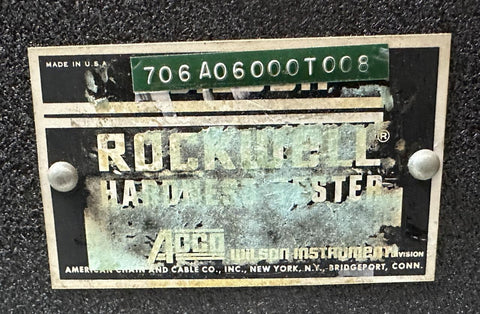 MADE IN U.S.A.
706A06000T008
ROCKWELL®
HARDNESS TESTER
ACCO WILSON INSTRUMENT DIVISION
AMERICAN CHAIN AND CABLE CO., INC., NEW YORK, N.Y., BRIDGEPORT, CONN.